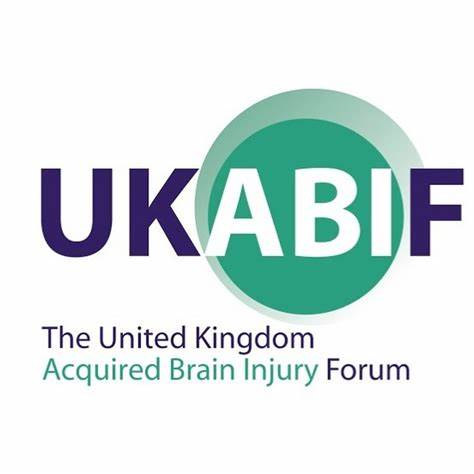 UKABIF
The United Kingdom
Acquired Brain Injury Forum